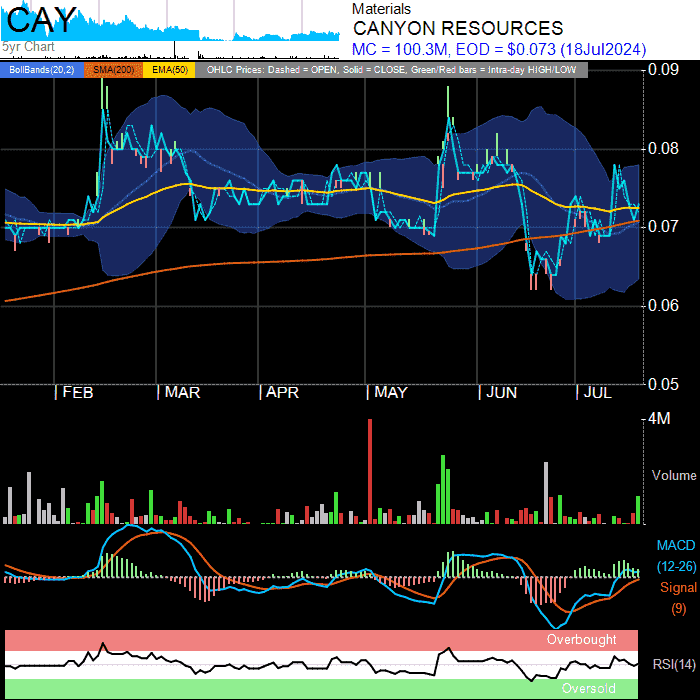 CAY
Materials
CANYON RESOURCES
5yr Chart
MC = 100.3M, EOD = $0.073 (18Jul2024)
BollBands(20,2) SMA(200) EMA(50) OHLC Prices: Dashed = OPEN, Solid = CLOSE, Green/Red bars = Intra-day HIGH/LOW
0.09
0.08
0.07
0.06
0.05
FEB MAR APR MAY JUN JUL
4M
Volume
MACD
(12-26)
Signal
(9)
Overbought
RSI(14)
Oversold